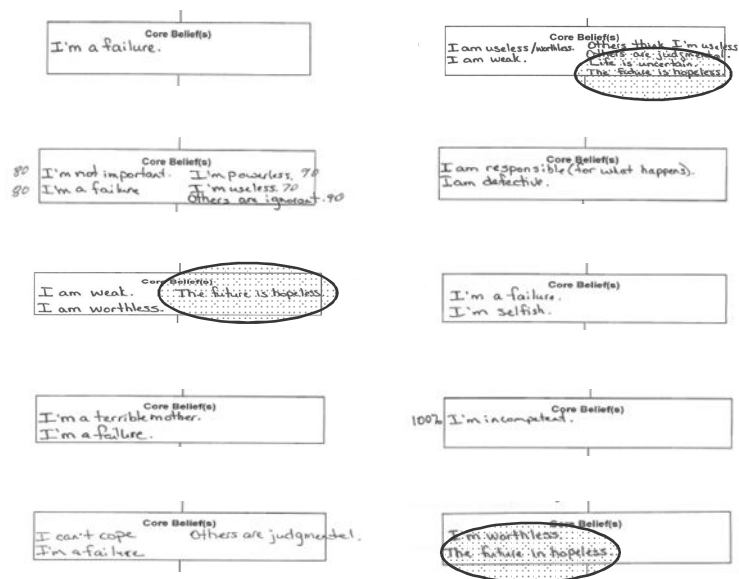 Core Belief(s)
I'm a failure.
Core Belief(s)
I am useless/worthless. Others think I'm useless
I am weak. Others are judgmental.
Life is uncertain.
The future is hopeless.
Core Belief(s)
80 I'm not important. I'm powerless. 70
80 I'm a failure I'm useless. 70
Others are ignorant. 90
Core Belief(s)
I am responsible (for what happens).
I am defective.
Core Belief(s)
I am weak. The future is hopeless
I am worthless.
Core Belief(s)
I'm a failure.
I'm selfish.
Core Belief(s)
I'm a terrible mother.
I'm a failure.
Core Belief(s)
100% I'm incompetent.
Core Belief(s)
I can't cope Others are judgmental.
I'm a failure
Core Belief(s)
I'm worthless.
The future in hopeless